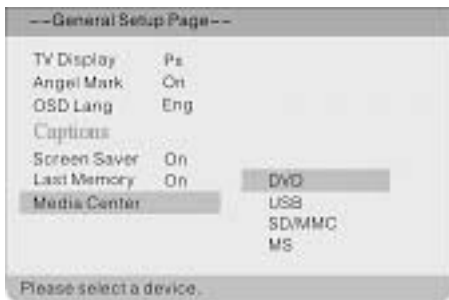 --General Setup Page--
TV Display Ps
Angel Mark On
OSD Lang Eng
Captions
Screen Saver On
Last Memory On
Media Center
DVD
USB
SD/MMC
MS
Please select a device.